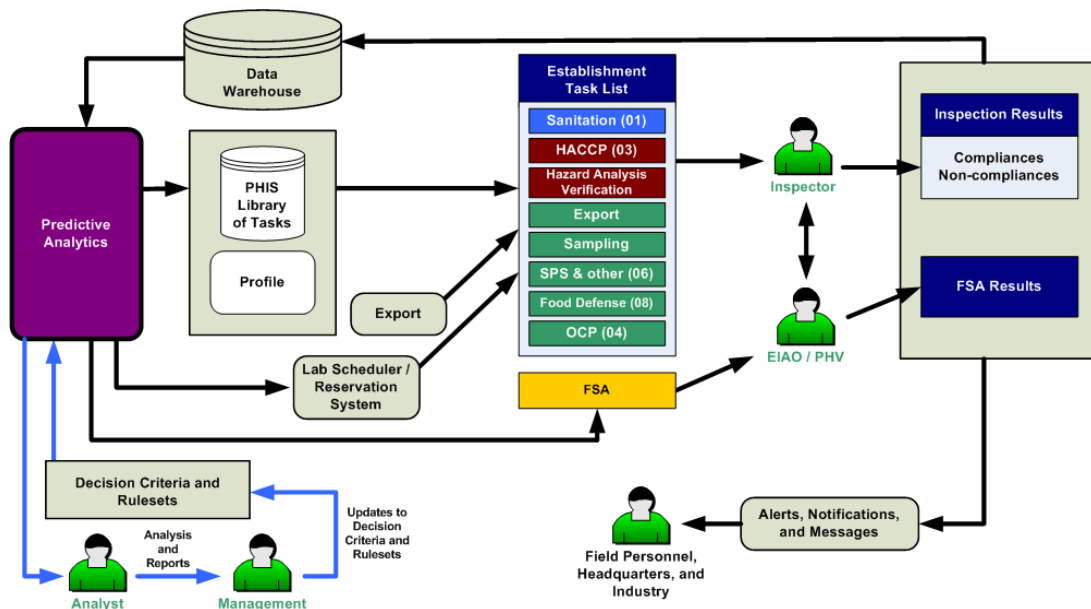 Data
Warehouse
Predictive
Analytics
PHIS
Library
of Tasks
Profile
Export
Lab Scheduler /
Reservation
System
Establishment
Task List
Sanitation (01)
HACCP (03)
Hazard Analysis
Verification
Export
Sampling
SPS & other (06)
Food Defense (08)
OCP (04)
FSA
Inspector
EIAO / PHV
Inspection Results
Compliances
Non-compliances
FSA Results
Decision Criteria and
Rulesets
Analysis
and
Reports
Updates to
Decision
Criteria and
Rulesets
Analyst
Management
Alerts, Notifications,
and Messages
Field Personnel,
Headquarters, and
Industry